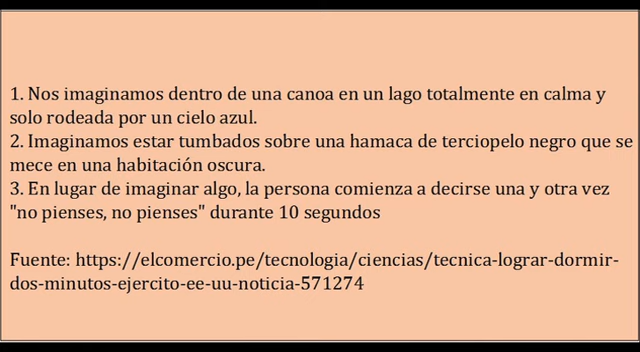 1. Nos imaginamos dentro de una canoa en un lago totalmente en calma y
solo rodeada por un cielo azul.
2. Imaginamos estar tumbados sobre una hamaca de terciopelo negro que se
mece en una habitación oscura.
3. En lugar de imaginar algo, la persona comienza a decirse una y otra vez
"no pienses, no pienses" durante 10 segundos
Fuente: https://elcomercio.pe/tecnologia/ciencias/tecnica-lograr-dormir-
dos-minutos-ejercito-ee-uu-noticia-571274